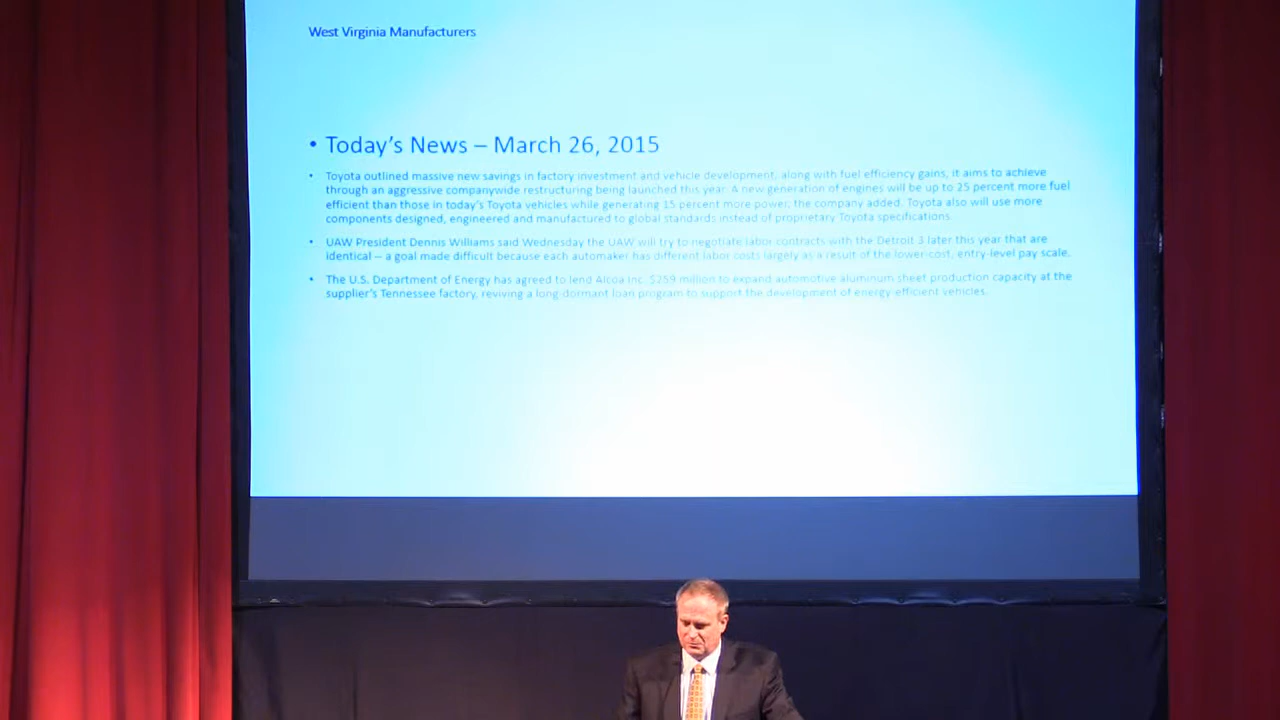 West Virginia Manufacturers
• Today's News – March 26, 2015
• Toyota outlined massive new savings in factory investment and vehicle development, along with fuel efficiency gains, it aims to achieve
through an aggressive companywide restructuring being launched this year. A new generation of engines will be up to 25 percent more fuel
efficient than those in today's Toyota vehicles while generating 15 percent more power, the company added. Toyota also will use more
components designed, engineered and manufactured to global standards instead of proprietary Toyota specifications.
• UAW President Dennis Williams said Wednesday the UAW will try to negotiate labor contracts with the Detroit 3 later this year that are
identical – a goal made difficult because each automaker has different labor costs largely as a result of the lower-cost, entry-level pay scale.
• The U.S. Department of Energy has agreed to lend Alcoa Inc. $259 million to expand automotive aluminum sheet production capacity at the
supplier's Tennessee factory, reviving a long-dormant loan program to support the development of energy-efficient vehicles.